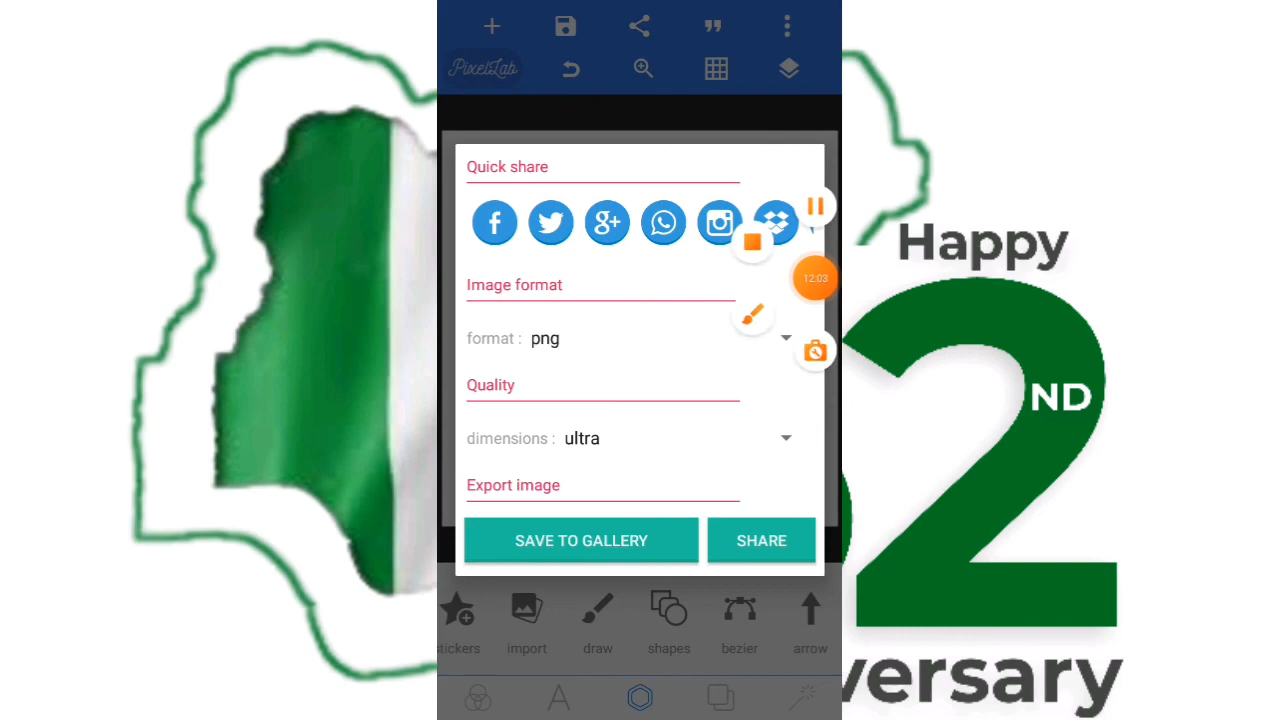 PixelLab
Quick share
g+
12:03
Image format
format : png
Quality
dimensions : ultra
Export image
SAVE TO GALLERY
SHARE
stickers
import
draw
shapes
bezier
arrow
Happy
2
ND
versary